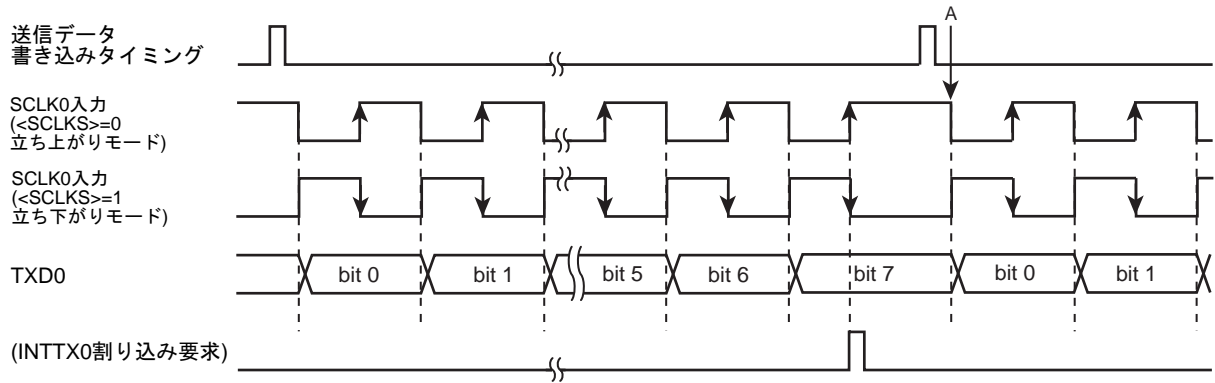 送信データ
書き込みタイミング
A
SCLK0入力
(<SCLKS>=0
立ち上がりモード)
SCLK0入力
(<SCLKS>=1
立ち下がりモード)
TXD0
bit 0
bit 1
bit 5
bit 6
bit 7
bit 0
bit 1
(INTTX0割り込み要求)